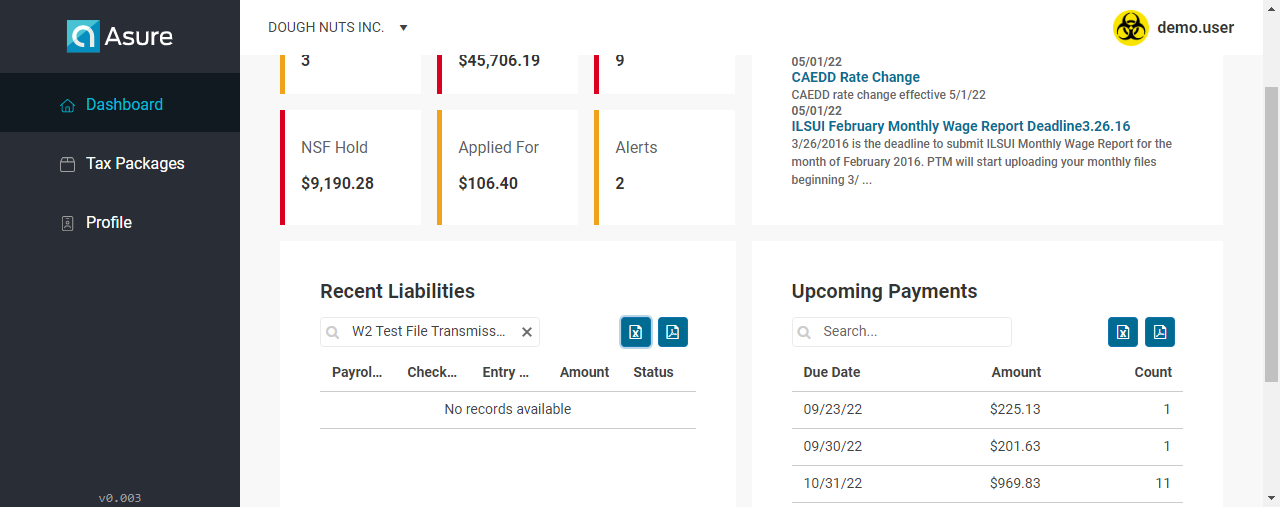 Asure
DOUGH NUTS INC.
demo.user
Dashboard
Tax Packages
Profile
v0.003
3
$45,706.19
9
NSF Hold
$9,190.28
Applied For
$106.40
Alerts
2
05/01/22
CAEDD Rate Change
CAEDD rate change effective 5/1/22
05/01/22
ILSUI February Monthly Wage Report Deadline3.26.16
3/26/2016 is the deadline to submit ILSUI Monthly Wage Report for the
month of February 2016. PTM will start uploading your monthly files
beginning 3/ ...
Recent Liabilities
W2 Test File Transmiss...
Payrol... Check... Entry ... Amount Status
No records available
Upcoming Payments
Search...
Due Date Amount Count
09/23/22 $225.13 1
09/30/22 $201.63 1
10/31/22 $969.83 11